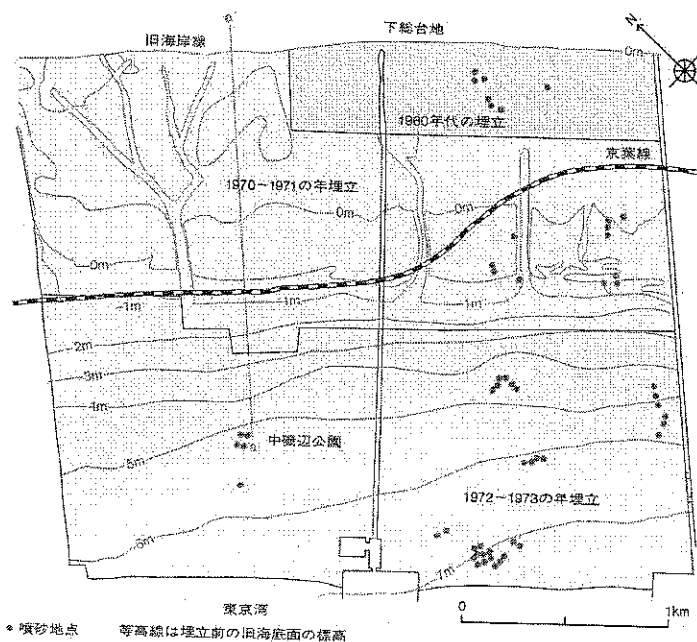 下総台地
旧海岸線
a'
N
0m
1980年代の埋立
京葉線
1970~1971の年埋立
0m
0m
0m
-1m
1m
1m
-2m
-3m
-4m
中磯辺公園
-5m
1972~1973の年埋立
-6m
東京湾
0
1km
噴砂地点
等高線は埋立前の旧海底面の標高